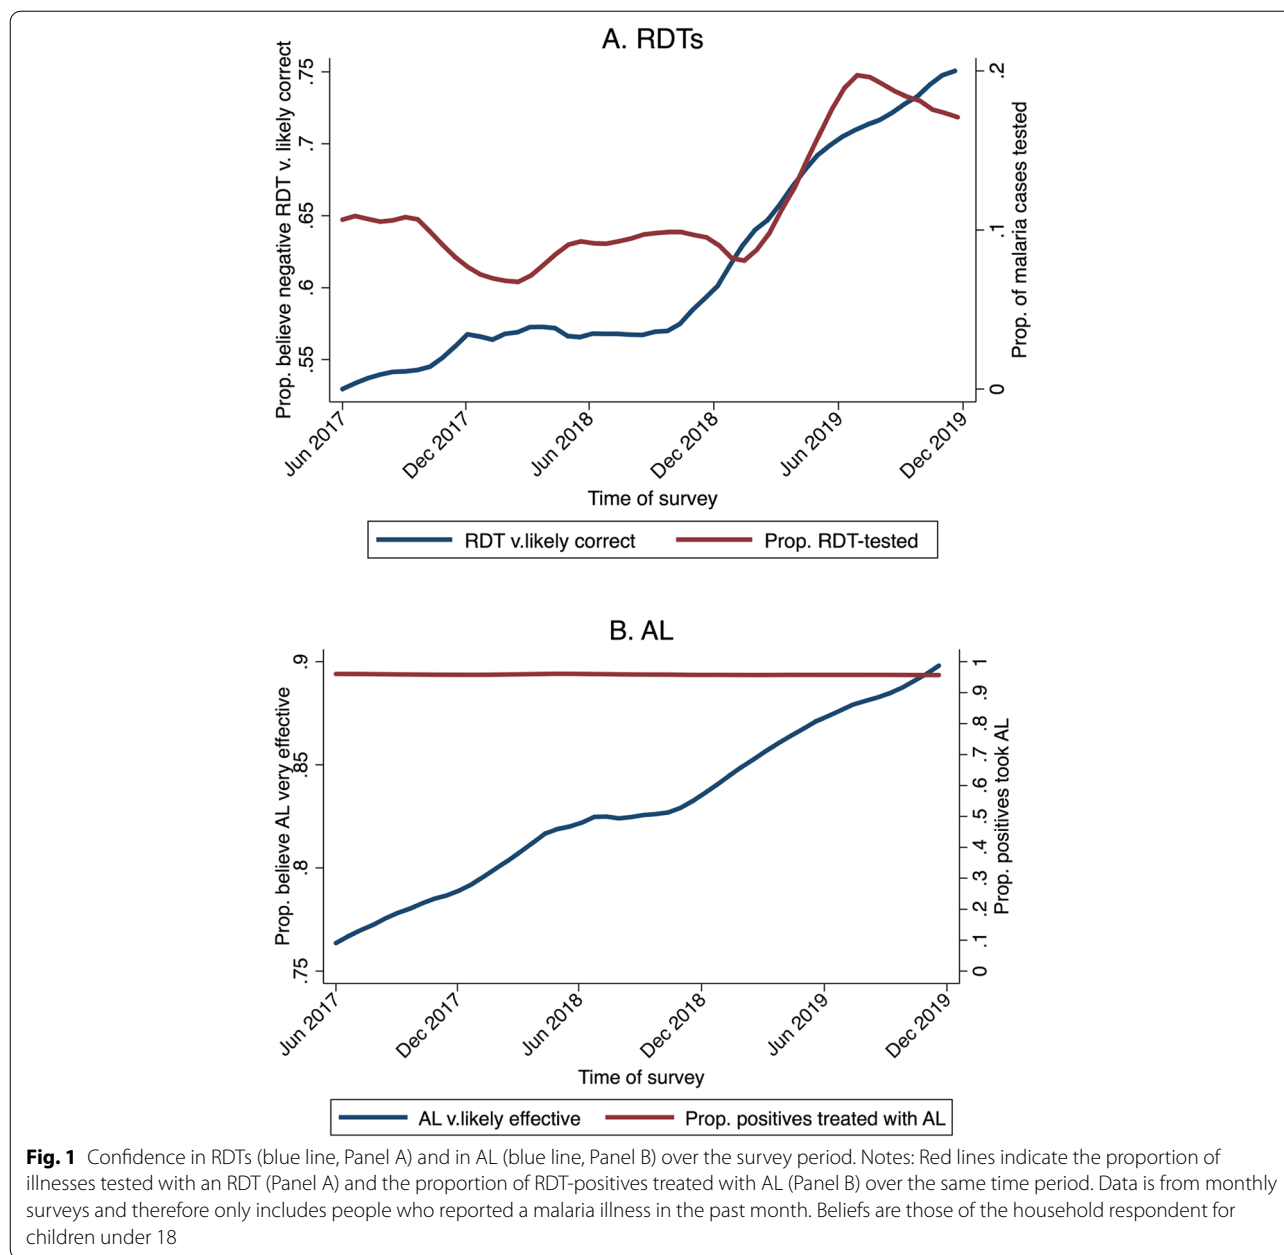 A. RDTs
Prop. believe negative RDT v. likely correct
.75
.7
.65
.6
.55
.2
.1
0
Prop. of malaria cases tested
Jun 2017
Dec 2017
Jun 2018
Dec 2018
Jun 2019
Dec 2019
Time of survey
RDT v.likely correct
Prop. RDT-tested
B. AL
Prop. believe AL very effective
.9
.85
.8
.75
1
.9
.8
.7
.6
.5
.4
.3
.2
.1
0
Prop. positives took AL
Jun 2017
Dec 2017
Jun 2018
Dec 2018
Jun 2019
Dec 2019
Time of survey
AL v.likely effective
Prop. positives treated with AL
Fig. 1 Confidence in RDTs (blue line, Panel A) and in AL (blue line, Panel B) over the survey period. Notes: Red lines indicate the proportion of
illnesses tested with an RDT (Panel A) and the proportion of RDT-positives treated with AL (Panel B) over the same time period. Data is from monthly
surveys and therefore only includes people who reported a malaria illness in the past month. Beliefs are those of the household respondent for
children under 18